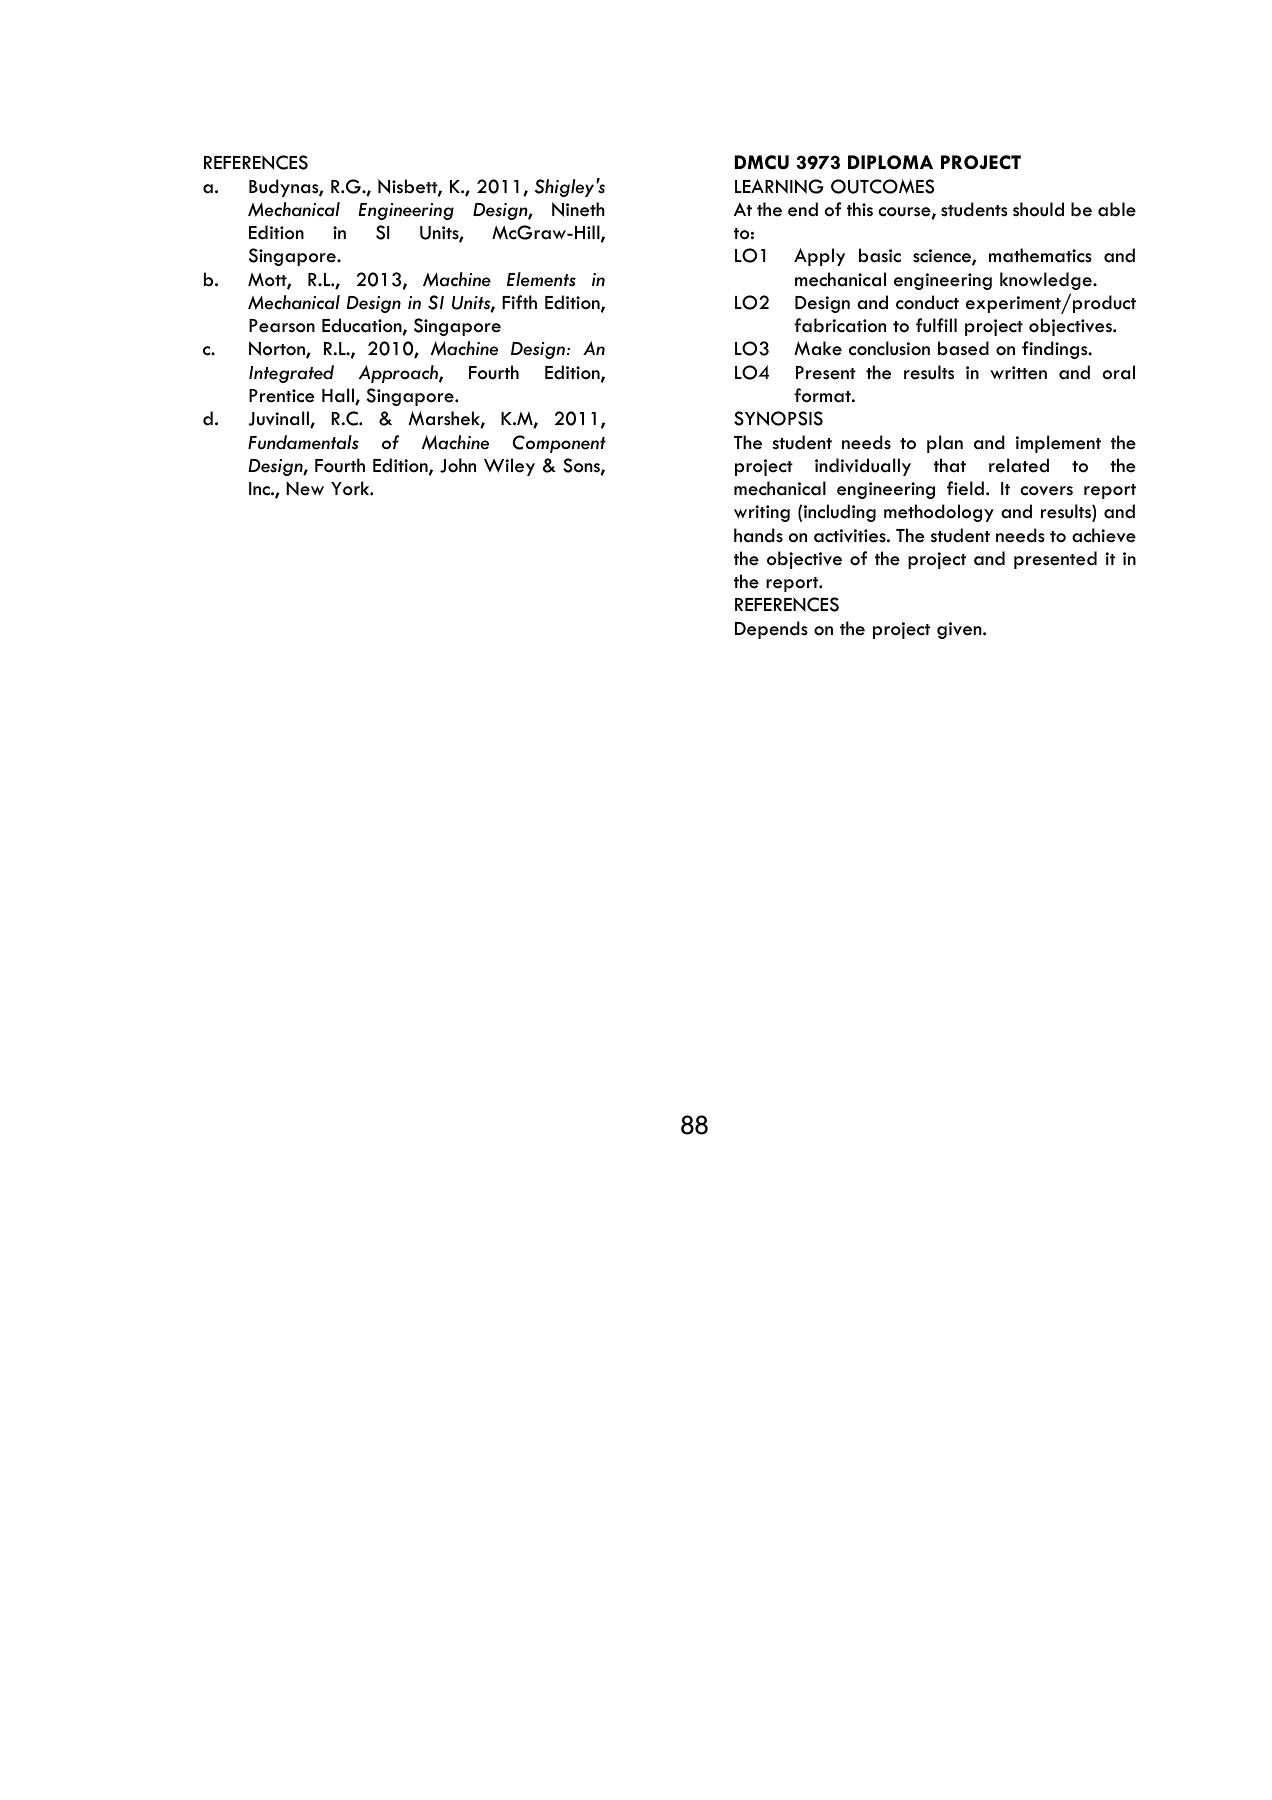 REFERENCES
a. Budynas, R.G., Nisbett, K., 2011, Shigley's
Mechanical Engineering Design, Nineth
Edition in SI Units, McGraw-Hill,
Singapore.
b. Mott, R.L., 2013, Machine Elements in
Mechanical Design in SI Units, Fifth Edition,
Pearson Education, Singapore
c. Norton, R.L., 2010, Machine Design: An
Integrated Approach, Fourth Edition,
Prentice Hall, Singapore.
d. Juvinall, R.C. & Marshek, K.M, 2011,
Fundamentals of Machine Component
Design, Fourth Edition, John Wiley & Sons,
Inc., New York.
DMCU 3973 DIPLOMA PROJECT
LEARNING OUTCOMES
At the end of this course, students should be able
to:
LO1 Apply basic science, mathematics and
mechanical engineering knowledge.
LO2 Design and conduct experiment/product
fabrication to fulfill project objectives.
LO3 Make conclusion based on findings.
LO4 Present the results in written and oral
format.
SYNOPSIS
The student needs to plan and implement the
project individually that related to the
mechanical engineering field. It covers report
writing (including methodology and results) and
hands on activities. The student needs to achieve
the objective of the project and presented it in
the report.
REFERENCES
Depends on the project given.
88